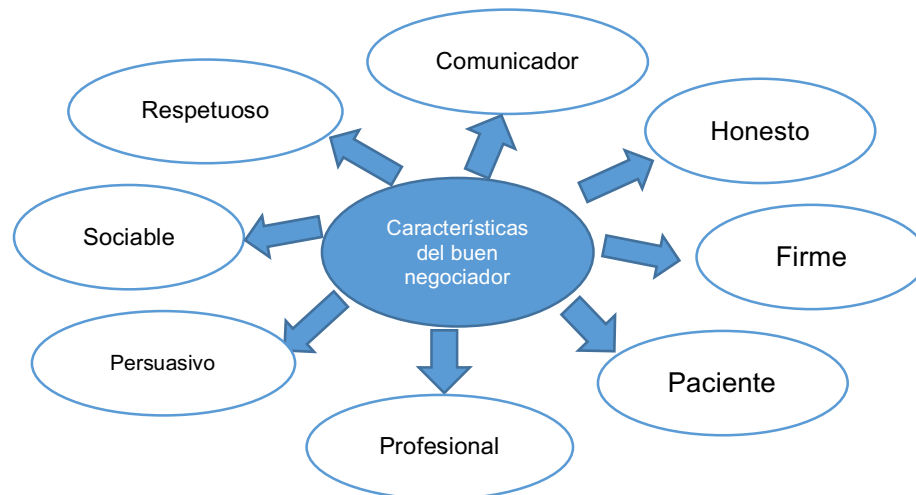 Comunicador
Respetuoso
Honesto
Sociable
Características
del buen
negociador
Firme
Persuasivo
Paciente
Profesional